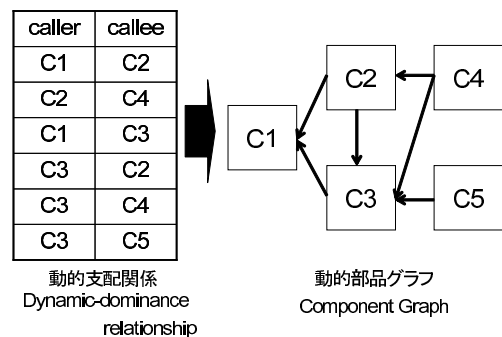 caller callee
C1 C2
C2 C4
C1 C3
C3 C2
C3 C4
C3 C5
動的支配関係
Dynamic-dominance
relationship
C1
C2
C4
C3
C5
動的部品グラフ
Component Graph